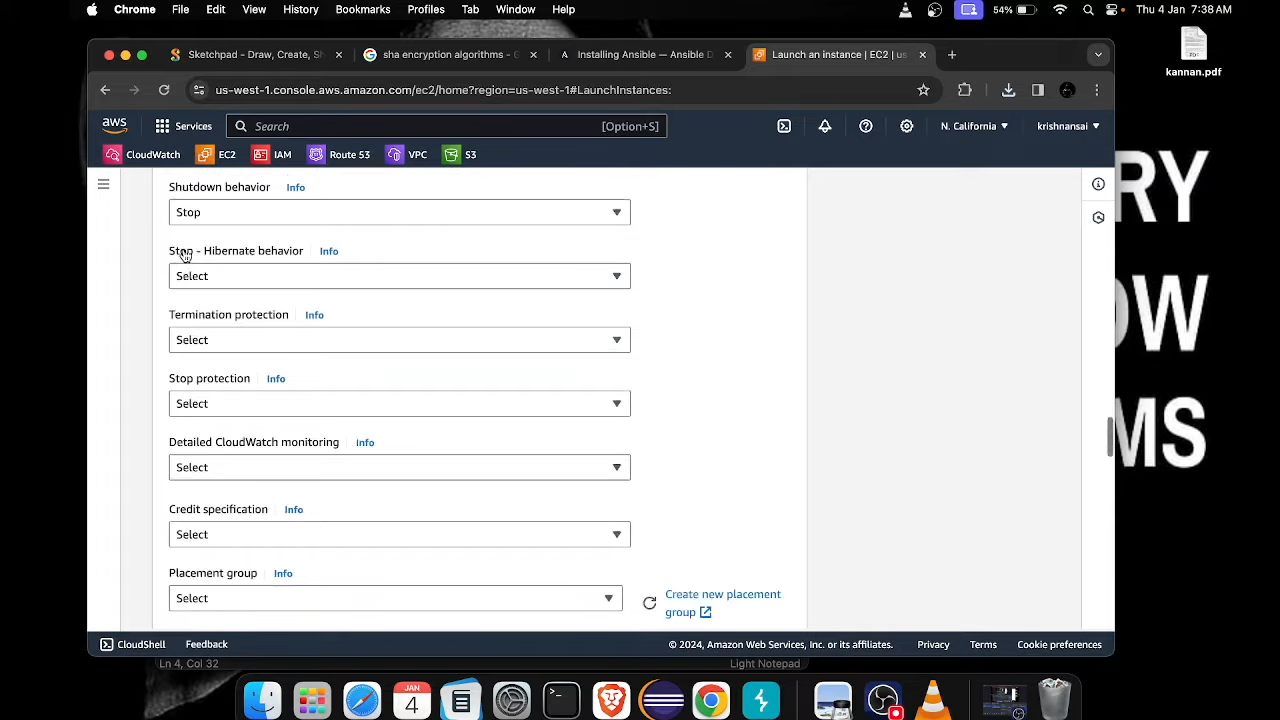 Chrome File Edit View History Bookmarks Profiles Tab Window Help 54% Thu 4 Jan 7:38 AM
kannan.pdf
Sketchpad - Draw, Create, S
sha encryption algorithm - G
Installing Ansible — Ansible D
Launch an instance | EC2 | us
us-west-1.console.aws.amazon.com/ec2/home?region=us-west-1#LaunchInstances:
aws Services Search [Option+S] N. California krishnansai
CloudWatch EC2 IAM Route 53 VPC S3
Shutdown behavior Info
Stop
Stop - Hibernate behavior Info
Select
Termination protection Info
Select
Stop protection Info
Select
Detailed CloudWatch monitoring Info
Select
Credit specification Info
Select
Placement group Info
Select
Create new placement
group
CloudShell Feedback © 2024, Amazon Web Services, Inc. or its affiliates. Privacy Terms Cookie preferences
Ln 4, Col 32 Light Notepad
RY
OW
MS
JAN
4